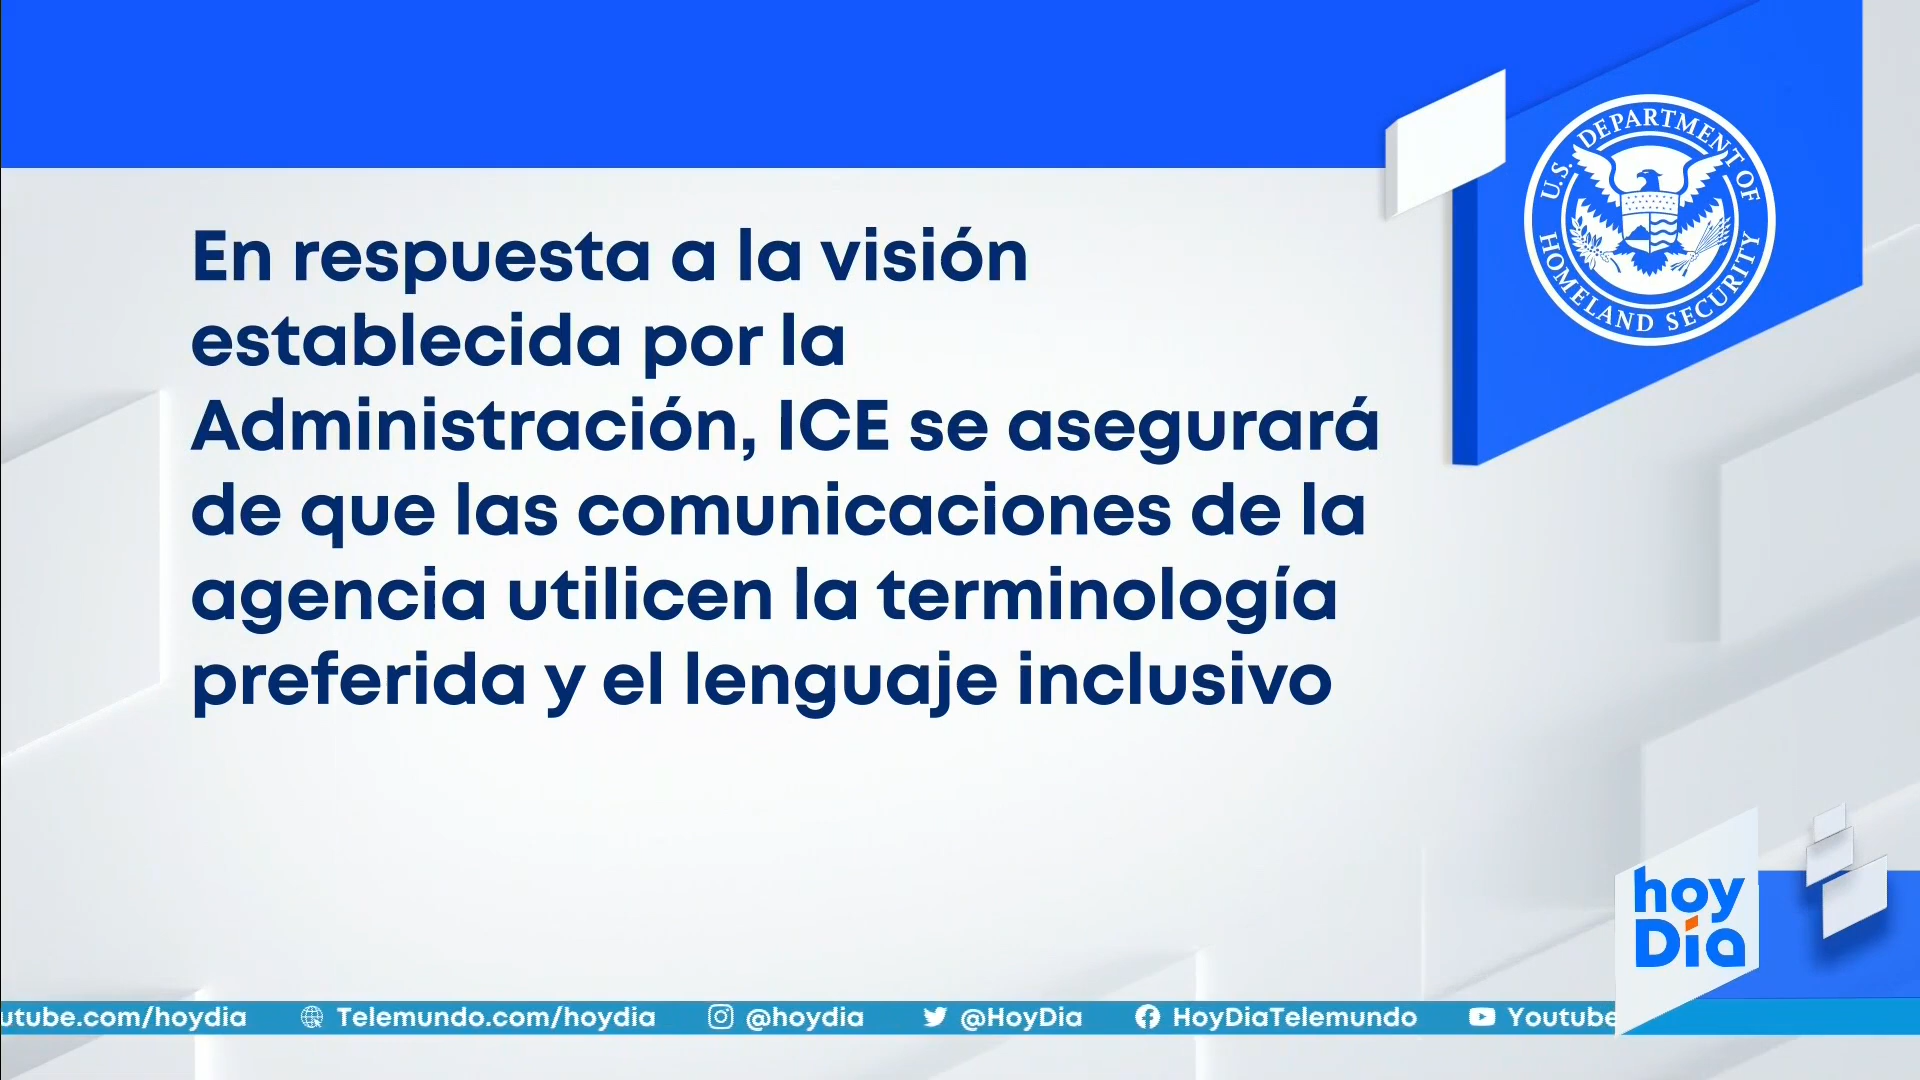 U.S. DEPARTMENT OF
HOMELAND SECURITY
En respuesta a la visión
establecida por la
Administración, ICE se asegurará
de que las comunicaciones de la
agencia utilicen la terminología
preferida y el lenguaje inclusivo
hoy
Día
utube.com/hoydia Telemundo.com/hoydia @hoydia @HoyDia HoyDiaTelemundo Youtube